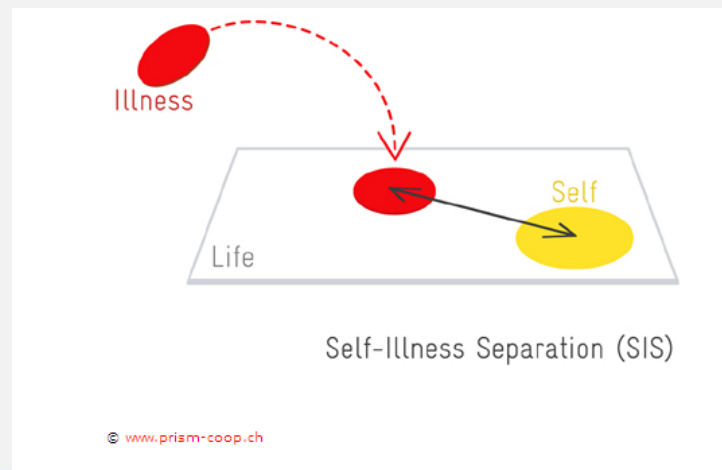 Illness
Self
Life
Self-Illness Separation (SIS)
© www.prism-coop.ch